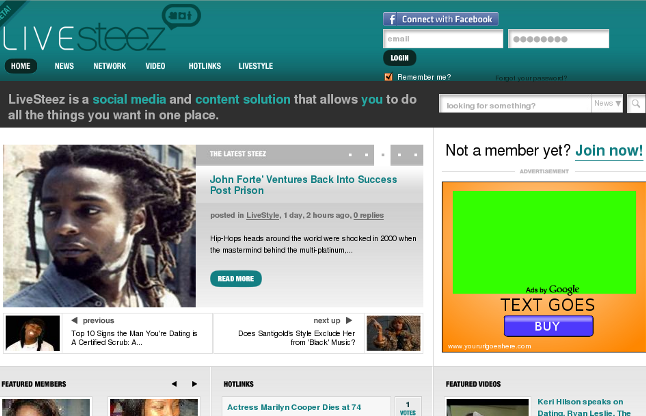 BETA!
LIVEsteez
Connect with Facebook
email
LOGIN
Remember me?
Forgot your password?
HOME NEWS NETWORK VIDEO HOTLINKS LIVESTYLE
LiveSteez is a social media and content solution that allows you to do
all the things you want in one place.
looking for something? News
THE LATEST STEEZ
John Forte' Ventures Back Into Success
Post Prison
posted in LiveStyle, 1 day, 2 hours ago, 0 replies
Hip-Hops heads around the world were shocked in 2000 when
the mastermind behind the multi-platinum,...
READ MORE
previous
Top 10 Signs the Man You're Dating is
A Certified Scrub: A...
next up
Does Santigold's Style Exclude Her
from 'Black' Music?
Not a member yet? Join now!
ADVERTISEMENT
Ads by Google
TEXT GOES
BUY
www.yoururlgoeshere.com
FEATURED MEMBERS
HOTLINKS
Actress Marilyn Cooper Dies at 74
1
VOTES
FEATURED VIDEOS
Keri Hilson speaks on
Dating, Ryan Leslie, The